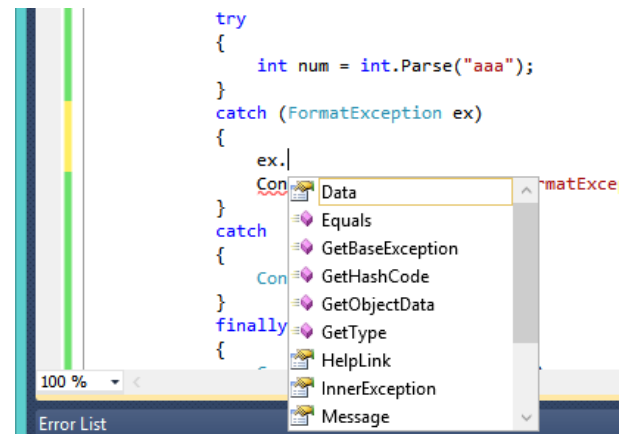 try
{
int num = int.Parse("aaa");
}
catch (FormatException ex)
{
ex.
Con
matExce
Data
}
Equals
catch
GetBaseException
{
GetHashCode
Con
GetObjectData
}
finally
GetType
{
HelpLink
100 %
InnerException
Message
Error List